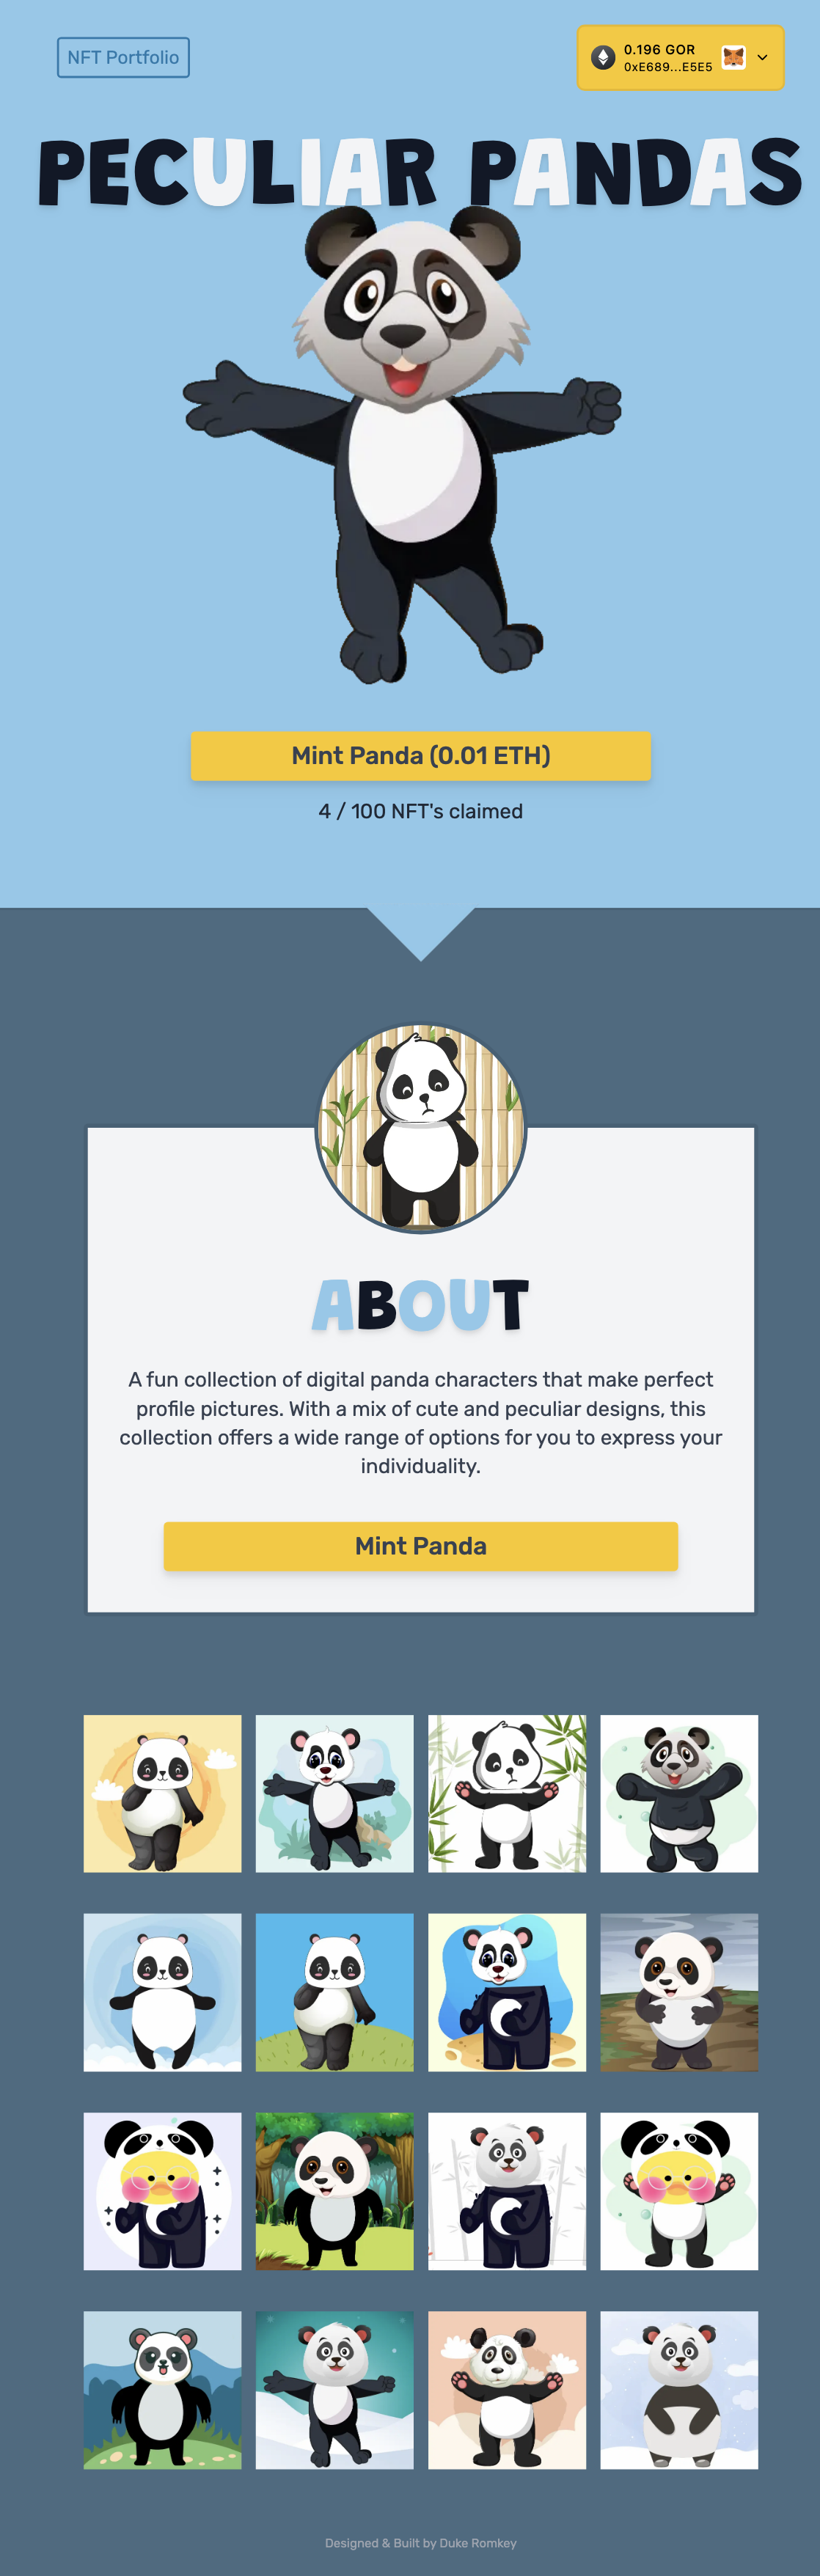 NFT Portfolio
0.196 GOR
0xE689...E5E5
PECULIAR PANDAS
Mint Panda (0.01 ETH)
4 / 100 NFT's claimed
ABOUT
A fun collection of digital panda characters that make perfect
profile pictures. With a mix of cute and peculiar designs, this
collection offers a wide range of options for you to express your
individuality.
Mint Panda
Designed & Built by Duke Romkey